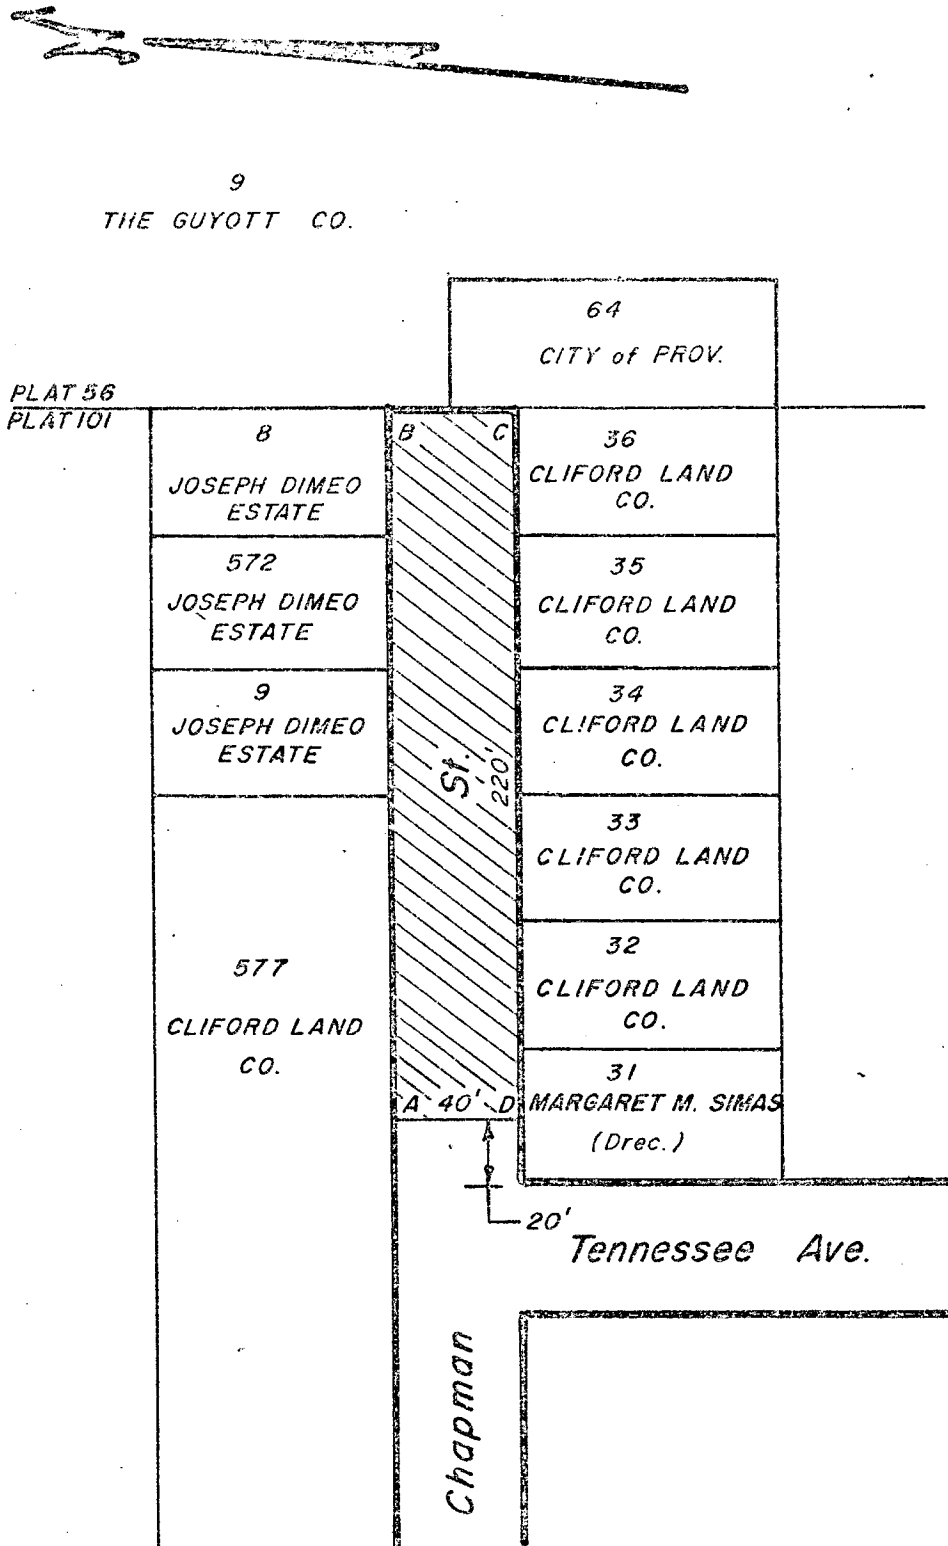 9
THE GUYOTT CO.
64
CITY of PROV.
PLAT 56
PLAT 101
8
JOSEPH DIMEO
ESTATE
B C
36
CLIFORD LAND
CO.
572
JOSEPH DIMEO
ESTATE
35
CLIFORD LAND
CO.
9
JOSEPH DIMEO
ESTATE
34
CLIFORD LAND
CO.
St.
220'
33
CLIFORD LAND
CO.
577
CLIFORD LAND
CO.
32
CLIFORD LAND
CO.
A 40' D
31
MARGARET M. SIMAS
(Drec.)
20'
Tennessee Ave.
Chapman